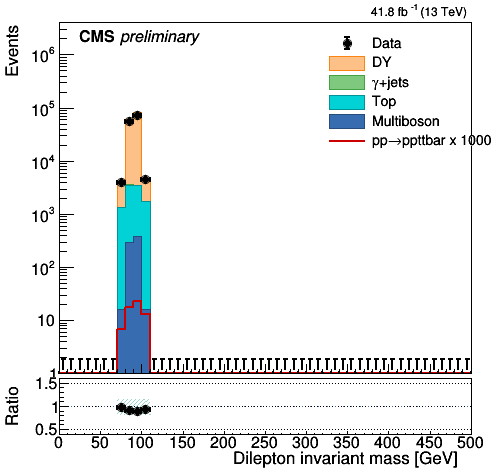 41.8 fb⁻¹ (13 TeV)
CMS preliminary
Events
Data
DY
γ+jets
Top
Multiboson
pp→ppttbar x 1000
10⁶
10⁵
10⁴
10³
10²
10
1
Ratio
1.5
1
0.5
0 50 100 150 200 250 300 350 400 450 500
Dilepton invariant mass [GeV]